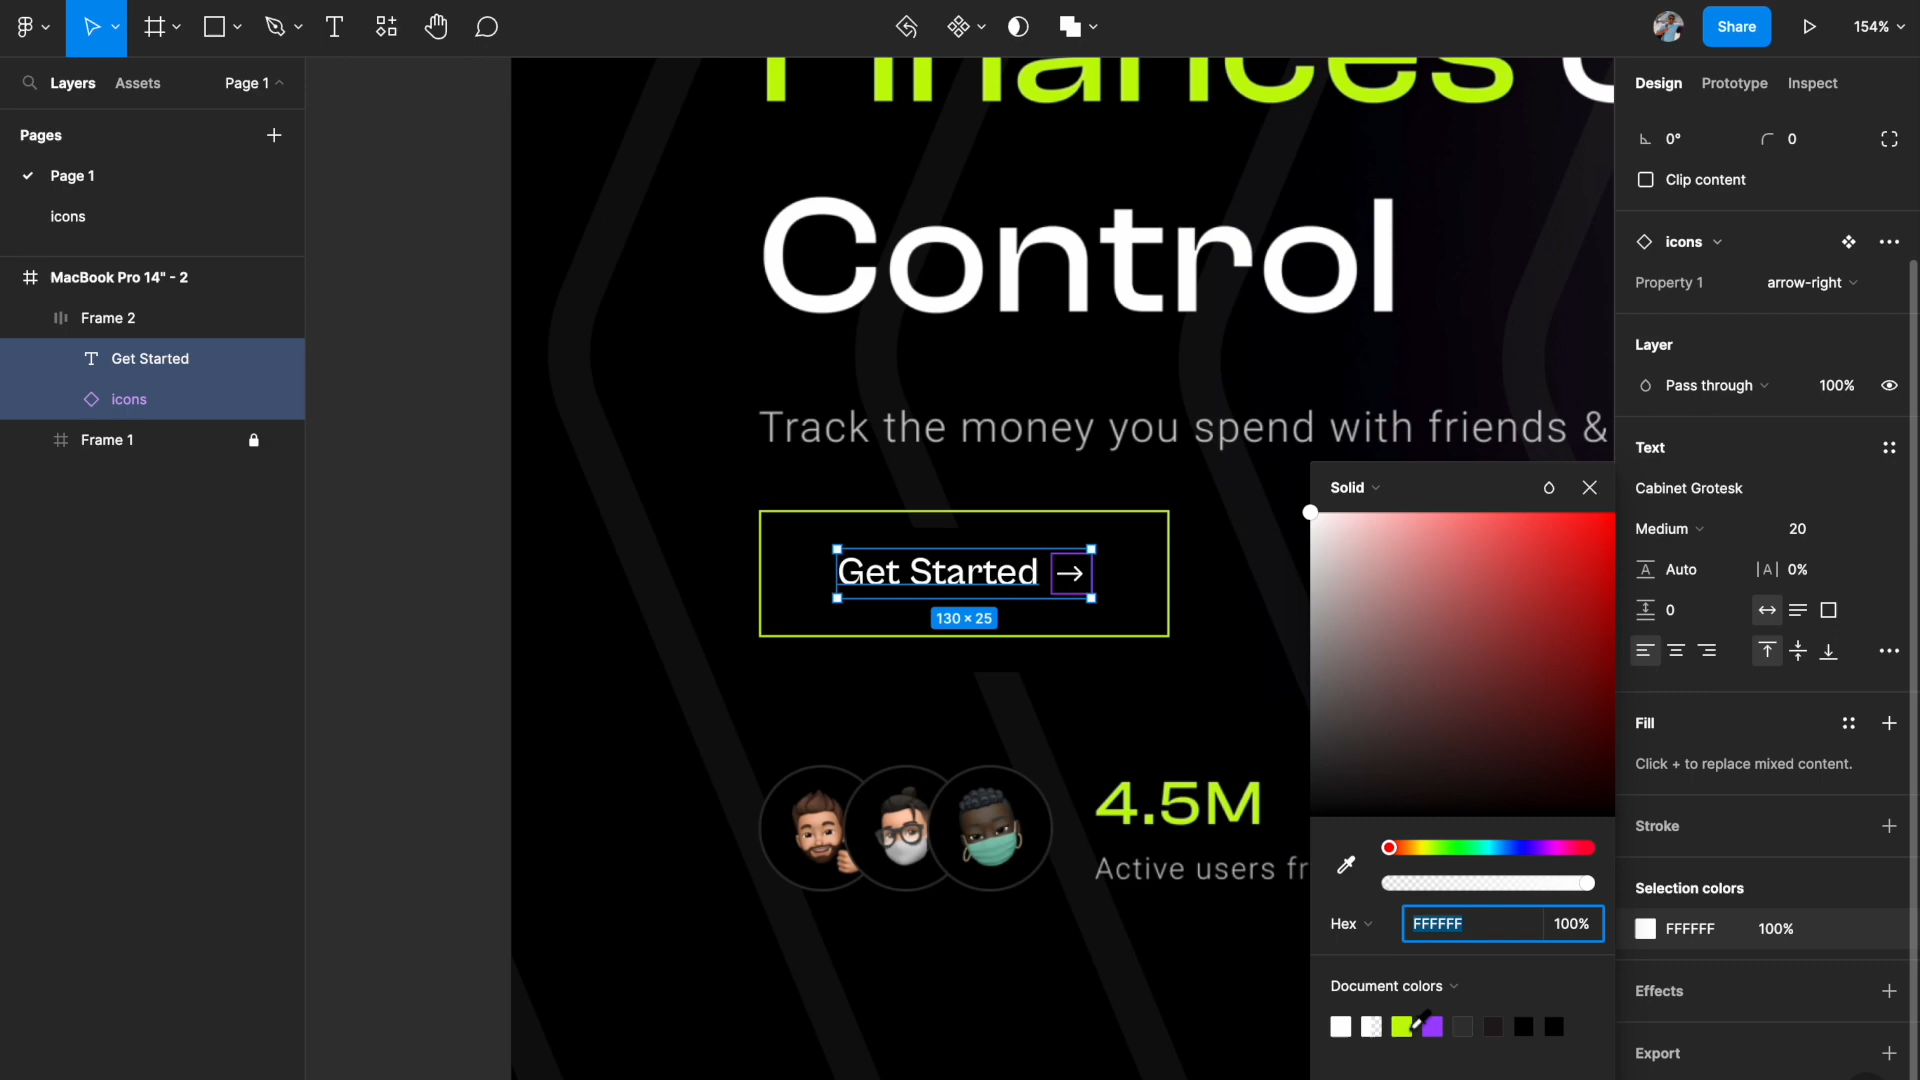 Share
154%
Layers
Assets
Page 1
Pages
Page 1
icons
MacBook Pro 14" - 2
Frame 2
Get Started
icons
Frame 1
Finances
Control
Track the money you spend with friends &
Get Started
130 × 25
4.5M
Active users fr
Solid
Hex
FFFFFF
100%
Document colors
Design
Prototype
Inspect
0°
0
Clip content
icons
Property 1
arrow-right
Layer
Pass through
100%
Text
Cabinet Grotesk
Medium
20
Auto
0%
0
Fill
Click + to replace mixed content.
Stroke
Selection colors
FFFFFF
100%
Effects
Export